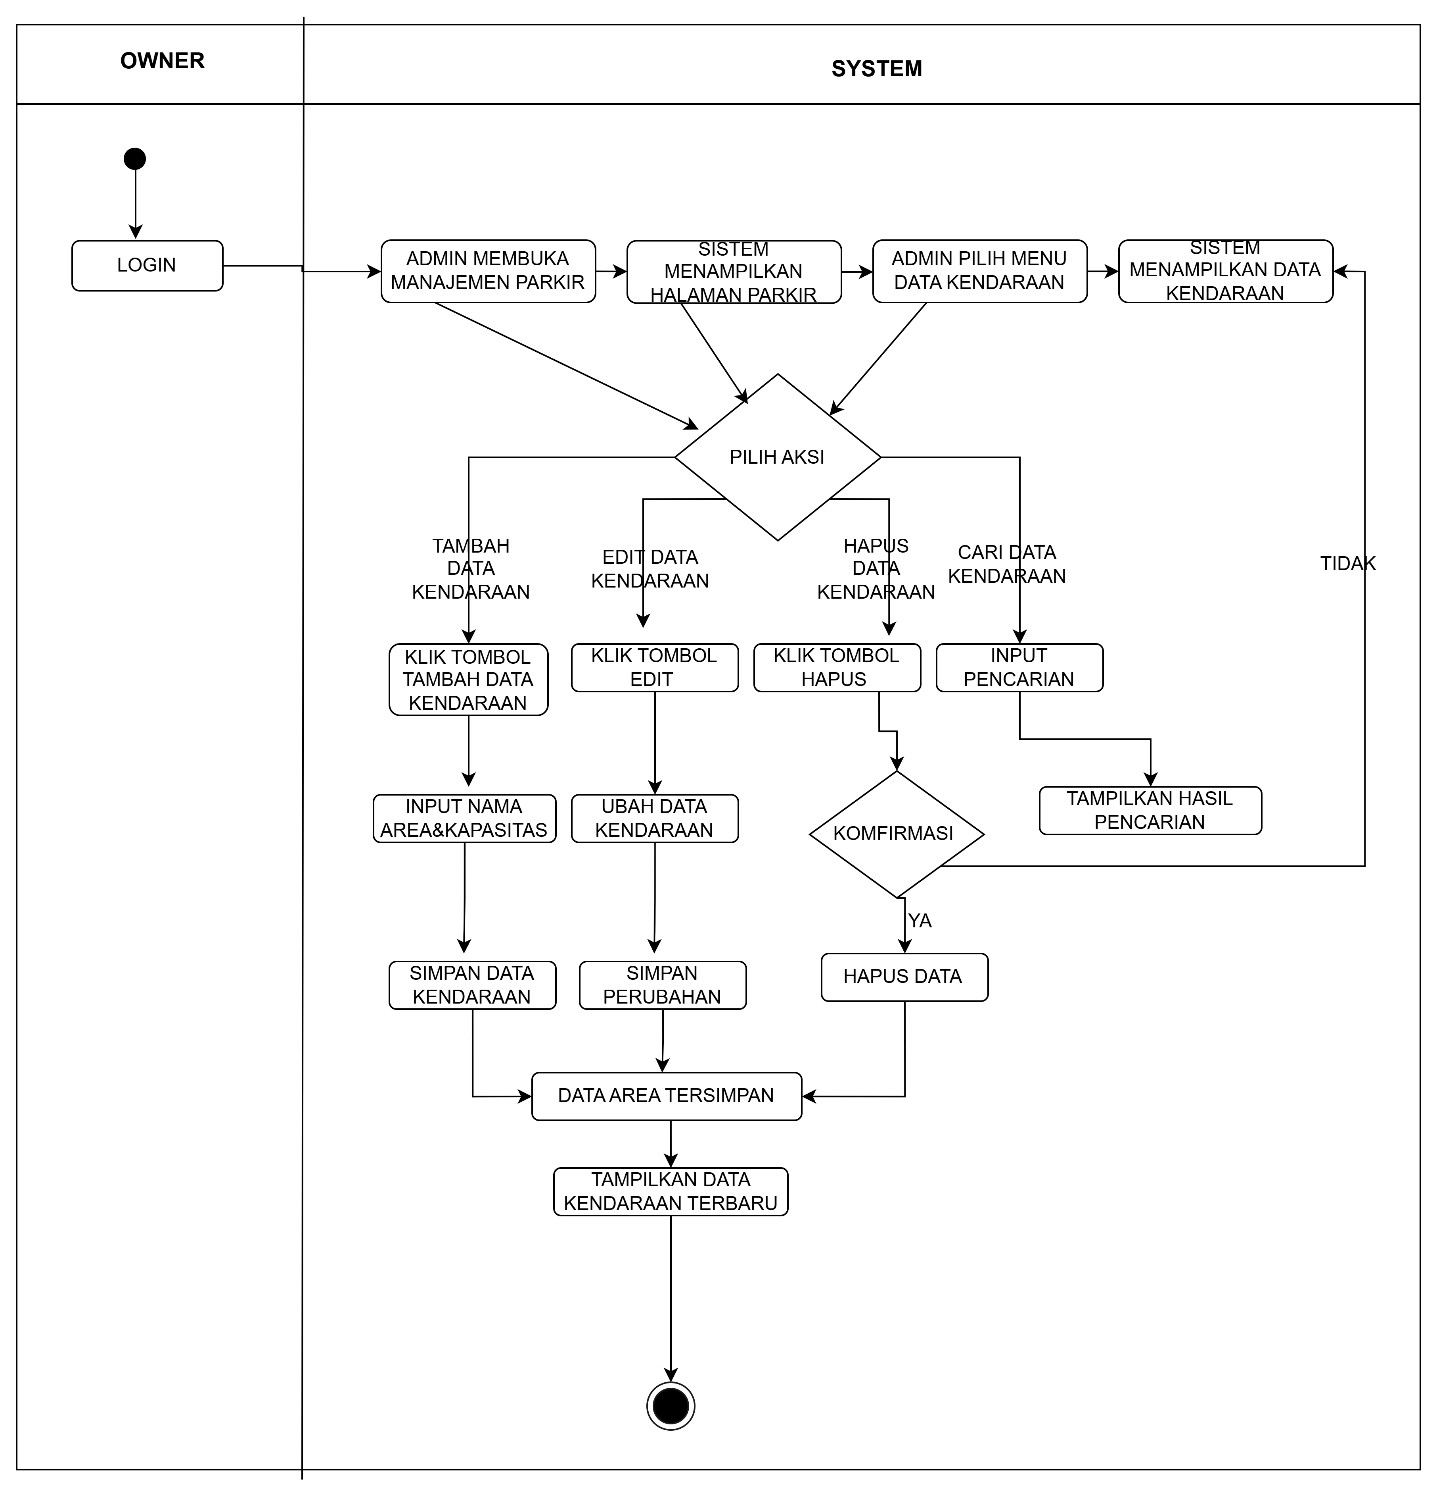 OWNER
SYSTEM
LOGIN
ADMIN MEMBUKA
MANAJEMEN PARKIR
SISTEM
MENAMPILKAN
HALAMAN PARKIR
ADMIN PILIH MENU
DATA KENDARAAN
SISTEM
MENAMPILKAN DATA
KENDARAAN
PILIH AKSI
TAMBAH
DATA
KENDARAAN
EDIT DATA
KENDARAAN
HAPUS
DATA
KENDARAAN
CARI DATA
KENDARAAN
TIDAK
KLIK TOMBOL
TAMBAH DATA
KENDARAAN
KLIK TOMBOL
EDIT
KLIK TOMBOL
HAPUS
INPUT
PENCARIAN
INPUT NAMA
AREA&KAPASITAS
UBAH DATA
KENDARAAN
KOMFIRMASI
TAMPILKAN HASIL
PENCARIAN
YA
SIMPAN DATA
KENDARAAN
SIMPAN
PERUBAHAN
HAPUS DATA
DATA AREA TERSIMPAN
TAMPILKAN DATA
KENDARAAN TERBARU